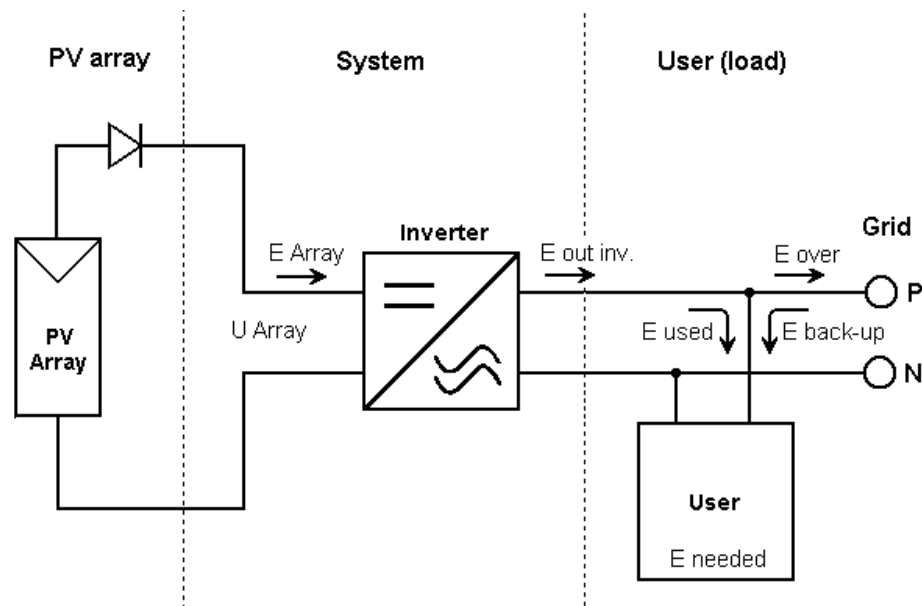 PV array
System
User (load)
Inverter
Grid
E Array
E out inv.
E over
P
U Array
E used
E back-up
PV
Array
N
User
E needed